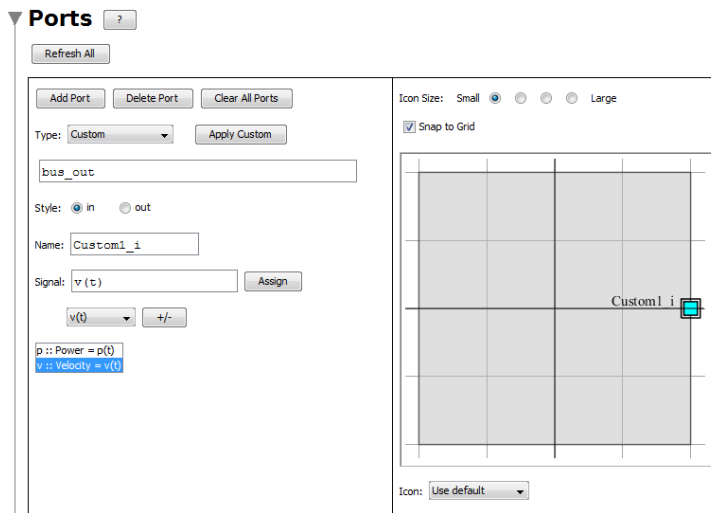 Ports ?
Refresh All
Add Port Delete Port Clear All Ports
Type: Custom Apply Custom
bus_out
Style: in out
Name: Custom1_i
Signal: v(t) Assign
v(t) +/-
p :: Power = p(t)
v :: Velocity = v(t)
Icon Size: Small Large
Snap to Grid
Custom1_i
Icon: Use default